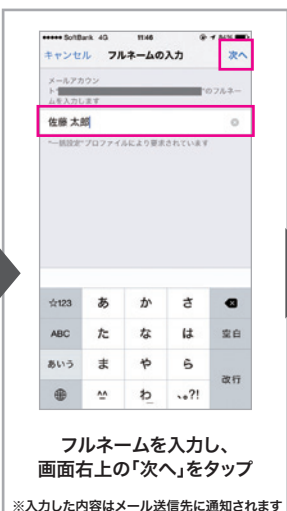 SoftBank 4G 11:46 84%
キャンセル フルネームの入力 次へ
メールアカウン
ト" "のフルネー
ムを入力します
佐藤 太郎
"一括設定"プロファイルにより要求されています
☆123 あ か さ
ABC た な は 空白
あいう ま や ら
^^ わ 、。?! 改行
フルネームを入力し、
画面右上の「次へ」をタップ
※入力した内容はメール送信先に通知されます